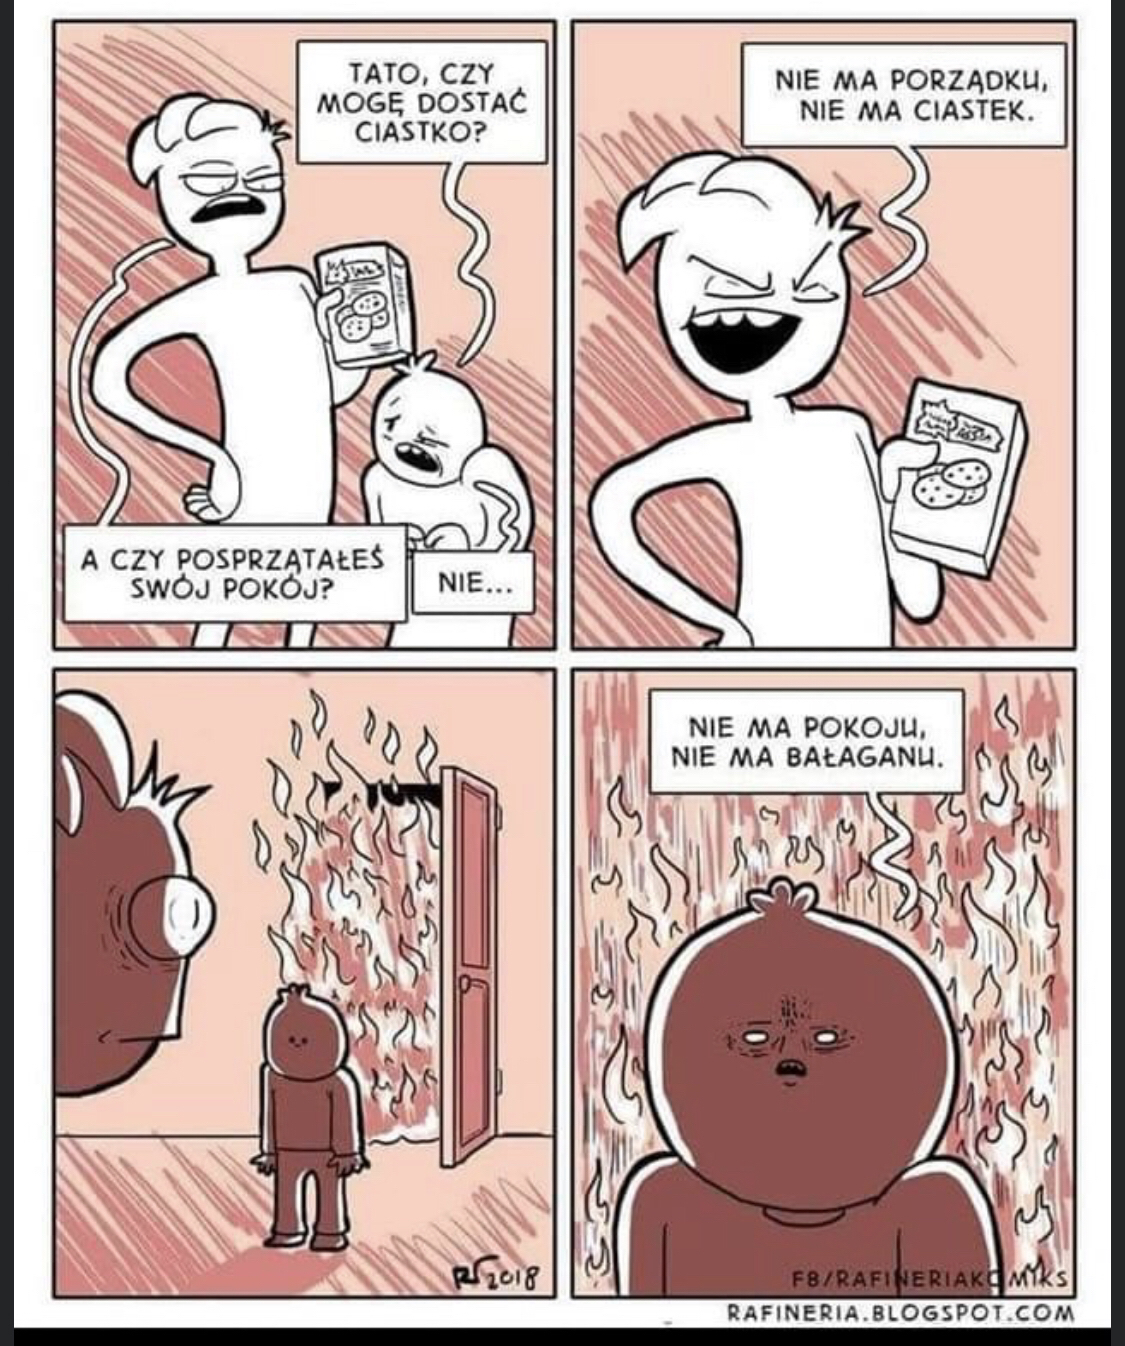 TATO, CZY
MOGĘ DOSTAĆ
CIASTKO?
A CZY POSPRZĄTAŁEŚ
SWÓJ POKÓJ?
NIE...
NIE MA PORZĄDKU,
NIE MA CIASTEK.
NIE MA POKOJU,
NIE MA BAŁAGANU.
2018
FB/RAFINERIAKOMIKS
RAFINERIA.BLOGSPOT.COM